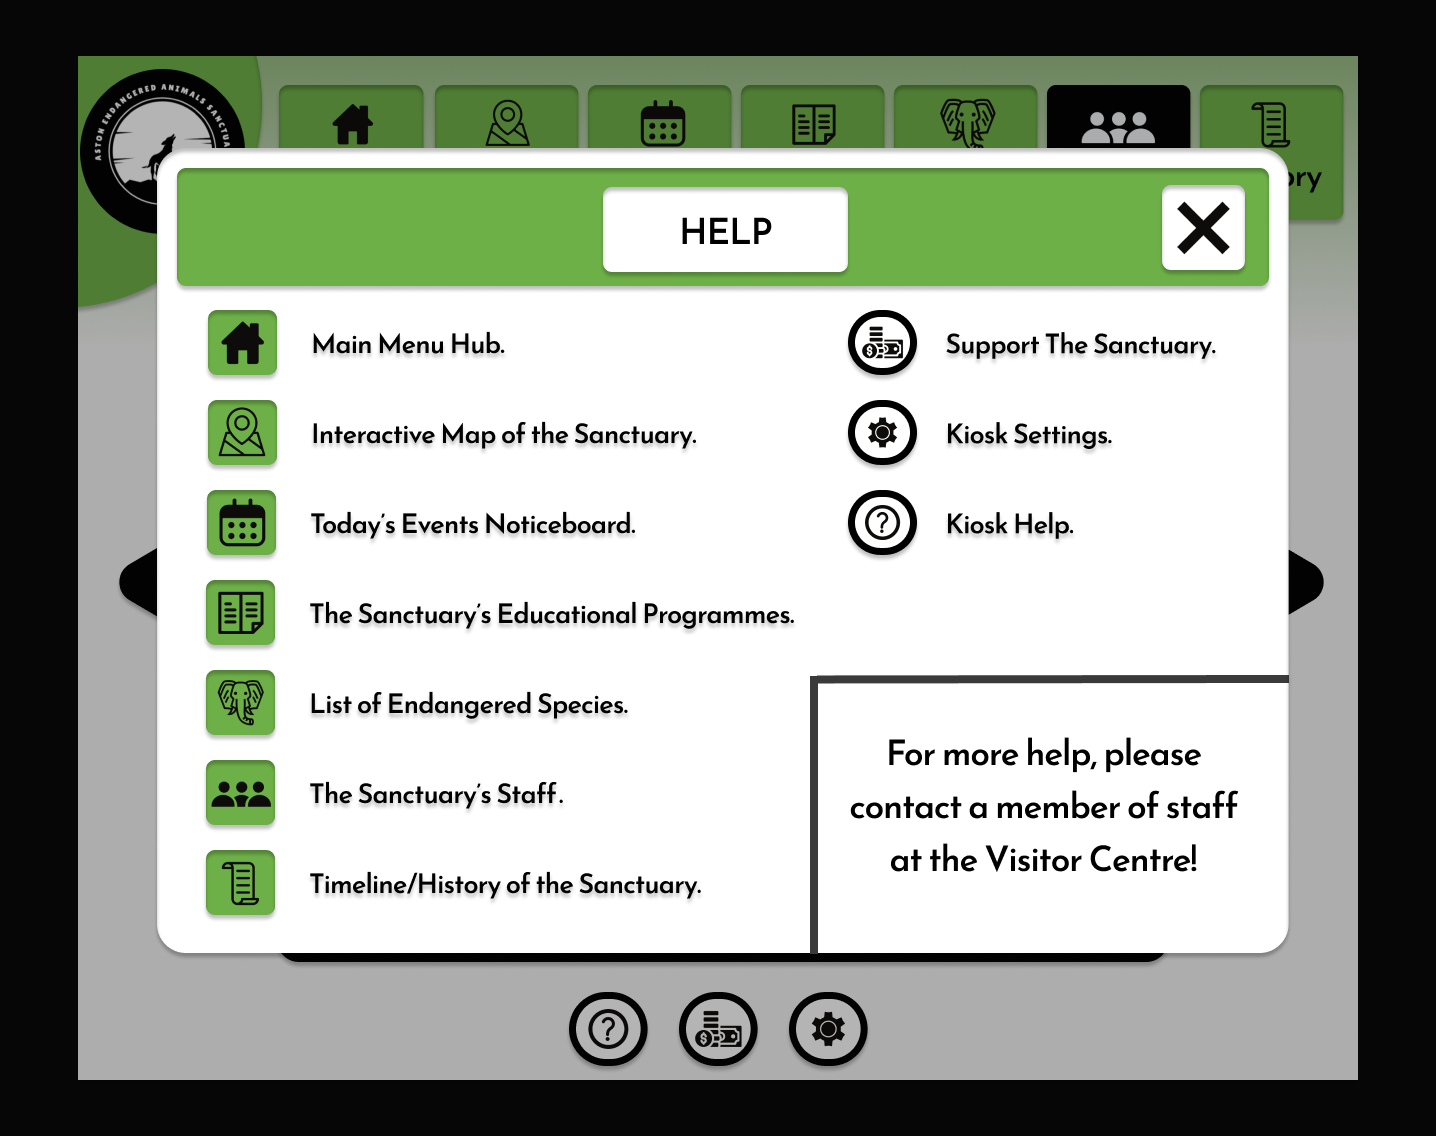 ASTON ENDANGERED ANIMALS
HELP
Main Menu Hub.
Interactive Map of the Sanctuary.
Today's Events Noticeboard.
The Sanctuary's Educational Programmes.
List of Endangered Species.
The Sanctuary's Staff.
Timeline/History of the Sanctuary.
Support The Sanctuary.
Kiosk Settings.
Kiosk Help.
For more help, please
contact a member of staff
at the Visitor Centre!